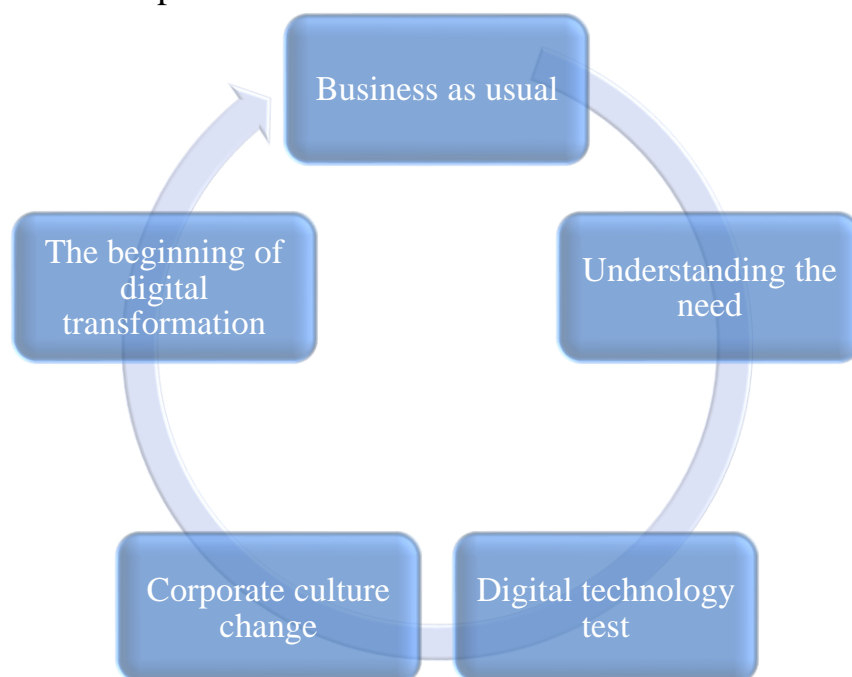 Business as usual
Understanding the
need
Digital technology
test
Corporate culture
change
The beginning of
digital
transformation